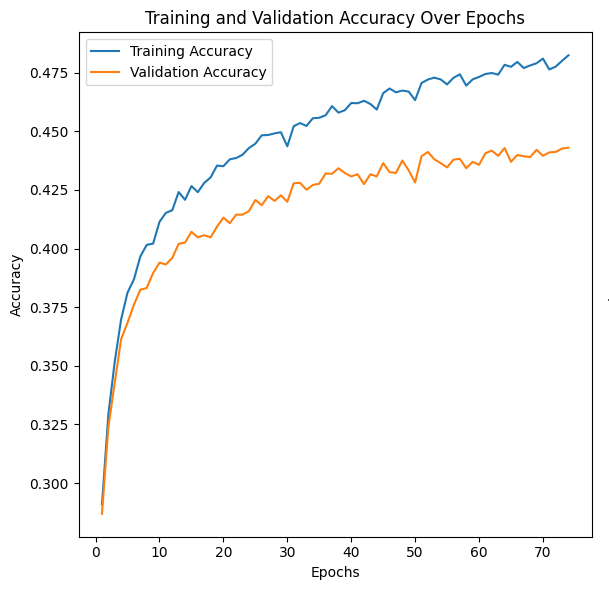 Training and Validation Accuracy Over Epochs
Training Accuracy
Validation Accuracy
Accuracy
0.475
0.450
0.425
0.400
0.375
0.350
0.325
0.300
0 10 20 30 40 50 60 70
Epochs